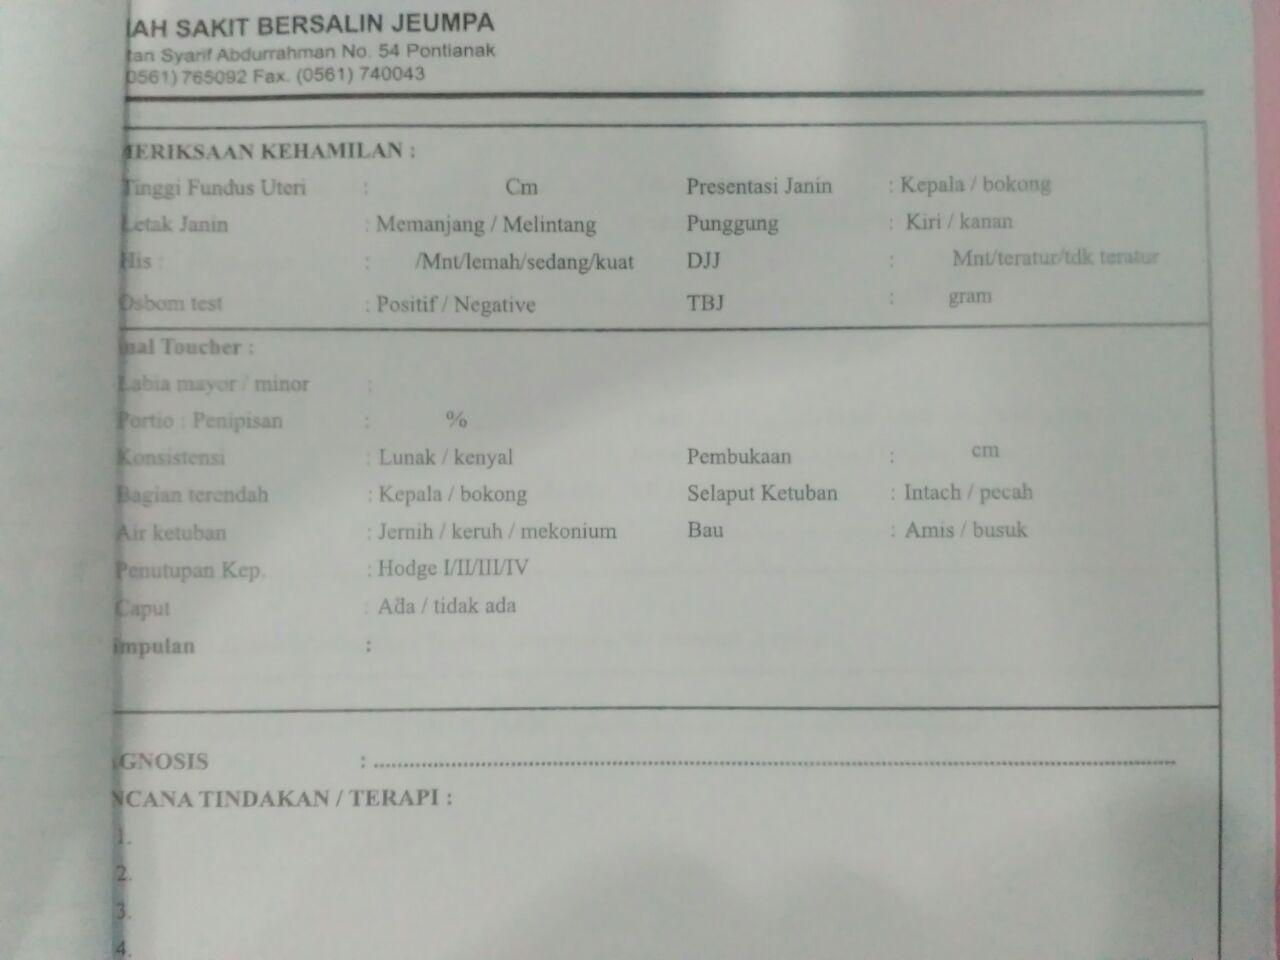 AH SAKIT BERSALIN JEUMPA
tan Syarif Abdurrahman No. 54 Pontianak
0561) 765092 Fax. (0561) 740043
MERIKSAAN KEHAMILAN :
Tinggi Fundus Uteri : Cm Presentasi Janin : Kepala / bokong
Letak Janin : Memanjang / Melintang Punggung : Kiri / kanan
His : : /Mnt/lemah/sedang/kuat DJJ : Mnt/teratur/tdk teratur
Osbom test : Positif / Negative TBJ : gram
inal Toucher :
Labia mayor / minor :
Portio : Penipisan : %
Konsistensi : Lunak / kenyal Pembukaan : cm
Bagian terendah : Kepala / bokong Selaput Ketuban : Intach / pecah
Air ketuban : Jernih / keruh / mekonium Bau : Amis / busuk
Penutupan Kep. : Hodge I/II/III/IV
Caput : Ada / tidak ada
impulan :
GNOSIS : ........................................................
NCANA TINDAKAN / TERAPI :
1.
2.
3.
4.